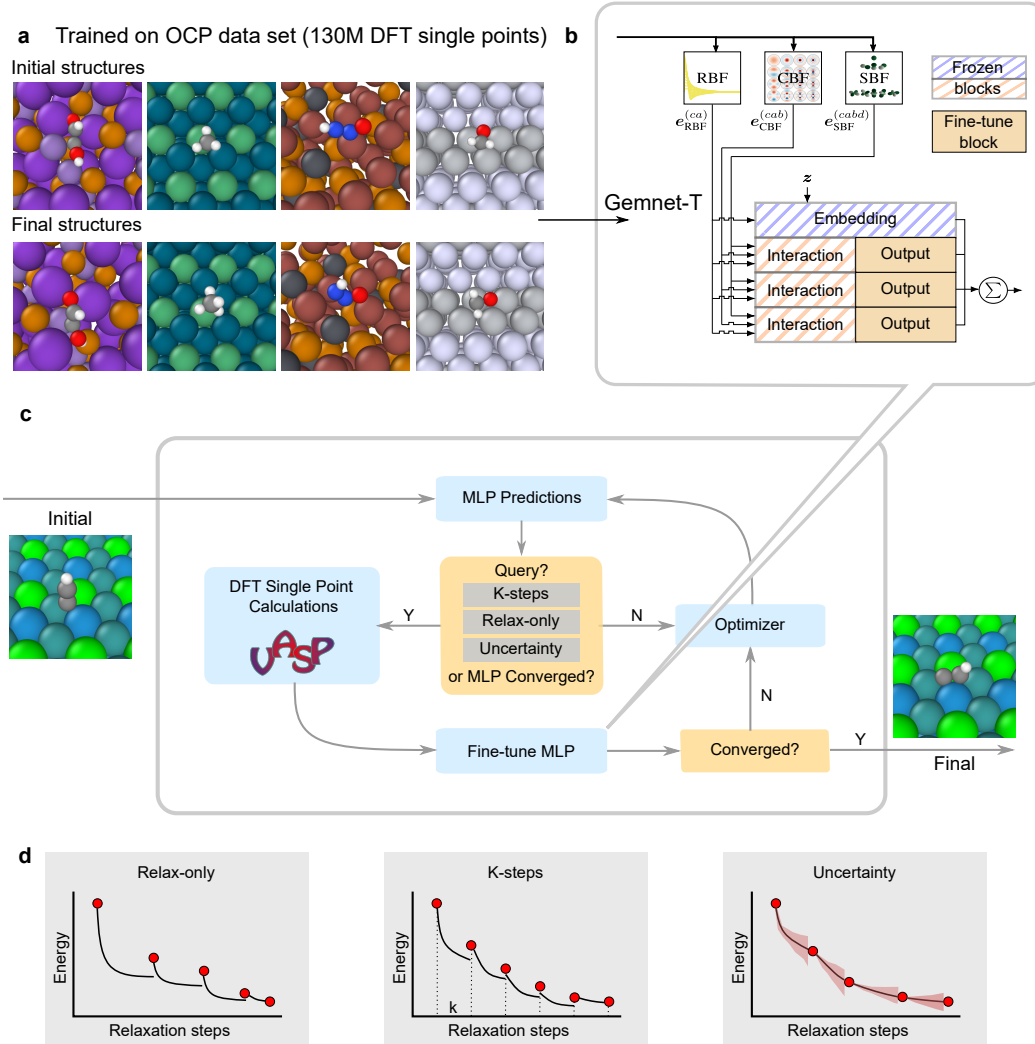 a Trained on OCP data set (130M DFT single points)
Initial structures
Final structures
b
RBF
CBF
SBF
e_RBF^(ca)
e_CBF^(cab)
e_SBF^(cabd)
Frozen
blocks
Fine-tune
block
Gemnet-T
z
Embedding
Interaction Output
Interaction Output
Interaction Output
∑
c
Initial
MLP Predictions
Query?
K-steps
Relax-only
Uncertainty
or MLP Converged?
DFT Single Point
Calculations
VASP
Y
N
Optimizer
N
Fine-tune MLP
Converged?
Y
Final
d
Relax-only
Energy
Relaxation steps
K-steps
Energy
k
Relaxation steps
Uncertainty
Energy
Relaxation steps